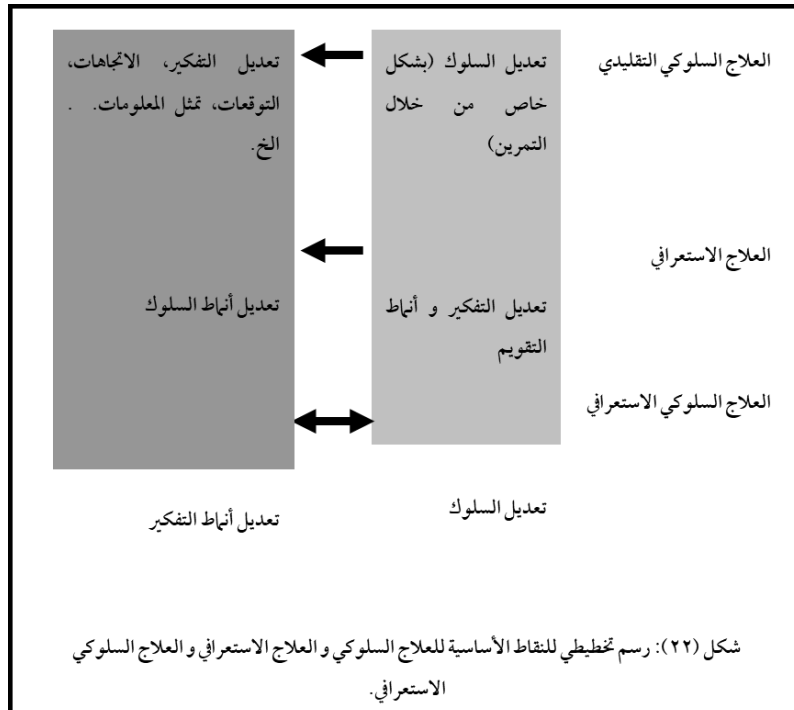 العلاج السلوكي التقليدي
تعديل السلوك (بشكل
خاص من خلال
التمرين)
تعديل التفكير، الاتجاهات،
التوقعات، تمثل المعلومات. .
الخ.
العلاج الاستعرافي
تعديل التفكير و أنماط
التقويم
تعديل أنماط السلوك
العلاج السلوكي الاستعرافي
تعديل السلوك
تعديل أنماط التفكير
شكل (٢٢): رسم تخطيطي للنقاط الأساسية للعلاج السلوكي و العلاج الاستعرافي و العلاج السلوكي
الاستعرافي.